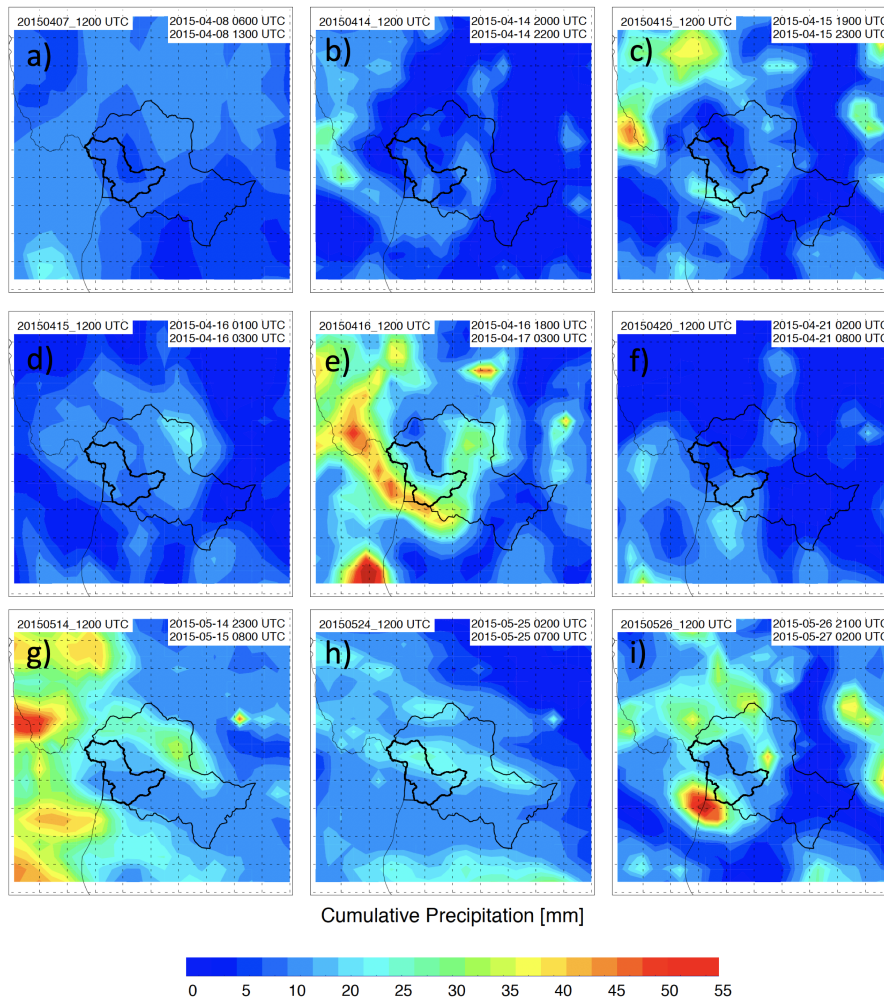 20150407_1200 UTC
2015-04-08 0600 UTC
2015-04-08 1300 UTC
a)
20150414_1200 UTC
2015-04-14 2000 UTC
2015-04-14 2200 UTC
b)
20150415_1200 UTC
2015-04-15 1900 UTC
2015-04-15 2300 UTC
c)
20150415_1200 UTC
2015-04-16 0100 UTC
2015-04-16 0300 UTC
d)
20150416_1200 UTC
2015-04-16 1800 UTC
2015-04-17 0300 UTC
e)
20150420_1200 UTC
2015-04-21 0200 UTC
2015-04-21 0800 UTC
f)
20150514_1200 UTC
2015-05-14 2300 UTC
2015-05-15 0800 UTC
g)
20150524_1200 UTC
2015-05-25 0200 UTC
2015-05-25 0700 UTC
h)
20150526_1200 UTC
2015-05-26 2100 UTC
2015-05-27 0200 UTC
i)
Cumulative Precipitation [mm]
0 5 10 15 20 25 30 35 40 45 50 55